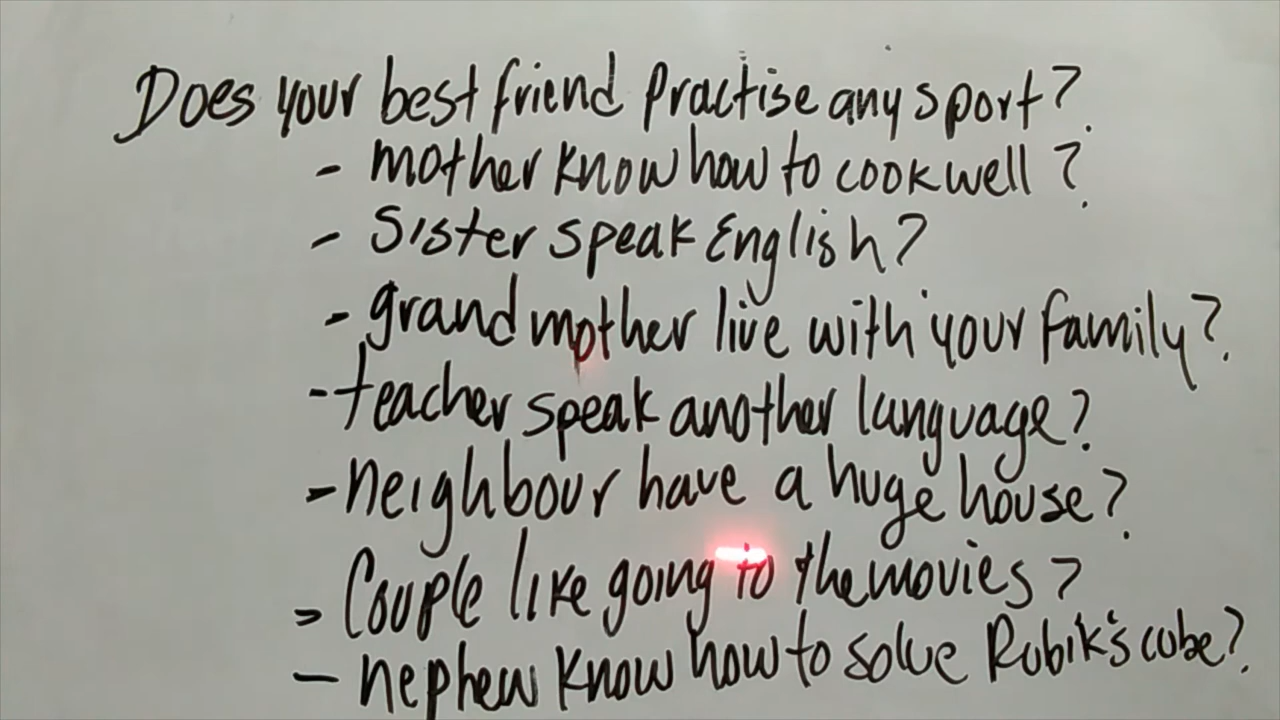 Does your best friend Practise any sport?
- mother know how to cook well?
- Sister speak English?
- grandmother live with your family?
- teacher speak another language?
- neighbour have a huge house?
- Couple like going to the movies?
- nephew know how to solve Rubik's cube?